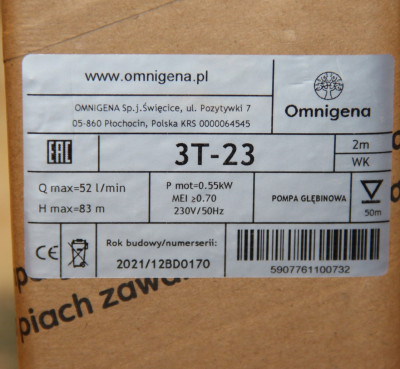 www.omnigena.pl
OMNIGENA Sp.j.Święcice, ul. Pozytywki 7
05-860 Płochocin, Polska KRS 0000064545
Omnigena
EAC
3T-23
2m
WK
Q max=52 l/min
H max=83 m
P mot=0.55kW
MEI ≥0.70
230V/50Hz
POMPA GŁĘBINOWA
50m
CE
Rok budowy/numerserii:
2021/12BD0170
5907761100732
piach zawa